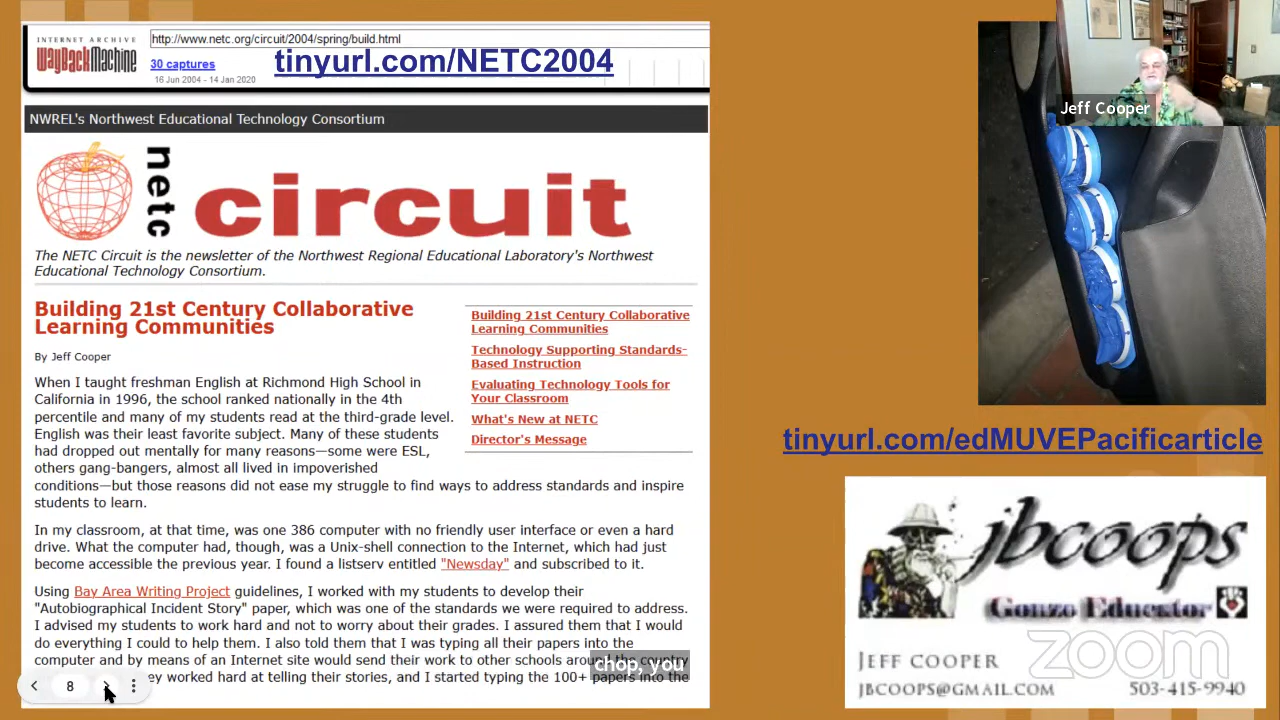 INTERNET ARCHIVE
WayBackMachine
http://www.netc.org/circuit/2004/spring/build.html
30 captures
16 Jun 2004 - 14 Jan 2020
tinyurl.com/NETC2004
NWREL's Northwest Educational Technology Consortium
netc
circuit
The NETC Circuit is the newsletter of the Northwest Regional Educational Laboratory's Northwest
Educational Technology Consortium.
Building 21st Century Collaborative
Learning Communities
By Jeff Cooper
When I taught freshman English at Richmond High School in
California in 1996, the school ranked nationally in the 4th
percentile and many of my students read at the third-grade level.
English was their least favorite subject. Many of these students
had dropped out mentally for many reasons—some were ESL,
others gang-bangers, almost all lived in impoverished
conditions—but those reasons did not ease my struggle to find ways to address standards and inspire
students to learn.
In my classroom, at that time, was one 386 computer with no friendly user interface or even a hard
drive. What the computer had, though, was a Unix-shell connection to the Internet, which had just
become accessible the previous year. I found a listserv entitled "Newsday" and subscribed to it.
Using Bay Area Writing Project guidelines, I worked with my students to develop their
"Autobiographical Incident Story" paper, which was one of the standards we were required to address.
I advised my students to work hard and not to worry about their grades. I assured them that I would
do everything I could to help them. I also told them that I was typing all their papers into the
computer and by means of an Internet site would send their work to other schools around the country
worked hard at telling their stories, and I started typing the 100+ papers into the
Building 21st Century Collaborative
Learning Communities
Technology Supporting Standards-
Based Instruction
Evaluating Technology Tools for
Your Classroom
What's New at NETC
Director's Message
8
chop, you
Jeff Cooper
tinyurl.com/edMUVEPacificarticle
jbcoops
Gonzo Educator
JEFF COOPER
JBCOOPS@GMAIL.COM
503-415-9940
zoom